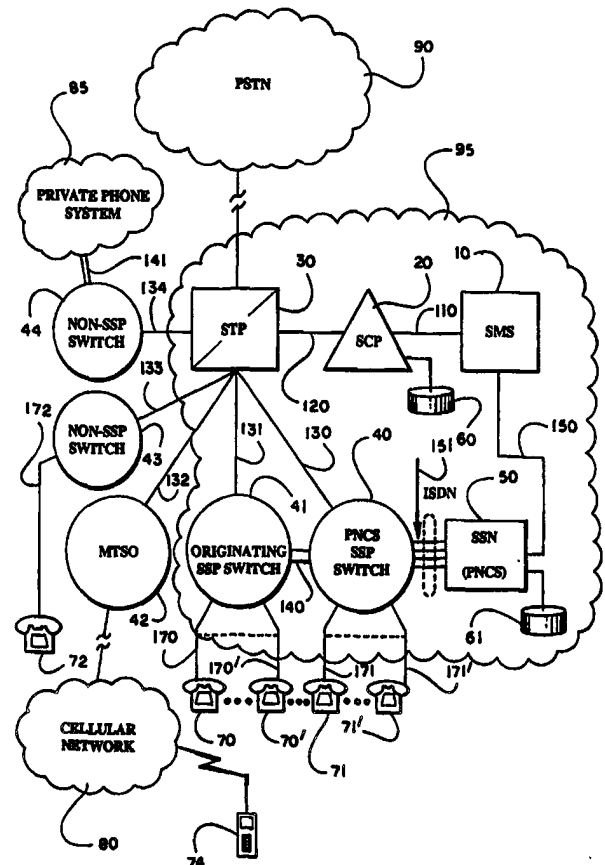 90
85
PSTN
95
PRIVATE PHONE
SYSTEM
141
44
134
30
20
10
NON-SSP
SWITCH
STP
SCP
110
SMS
133
120
172
60
150
NON-SSP
SWITCH
43
131
130
40
151
132
41
ISDN
50
MTSO
ORIGINATING
SSP SWITCH
PNCS
SSP
SWITCH
SSN
(PNCS)
140
42
170
61
72
170'
171
171'
70
70'
71'
71
CELLULAR
NETWORK
80
74